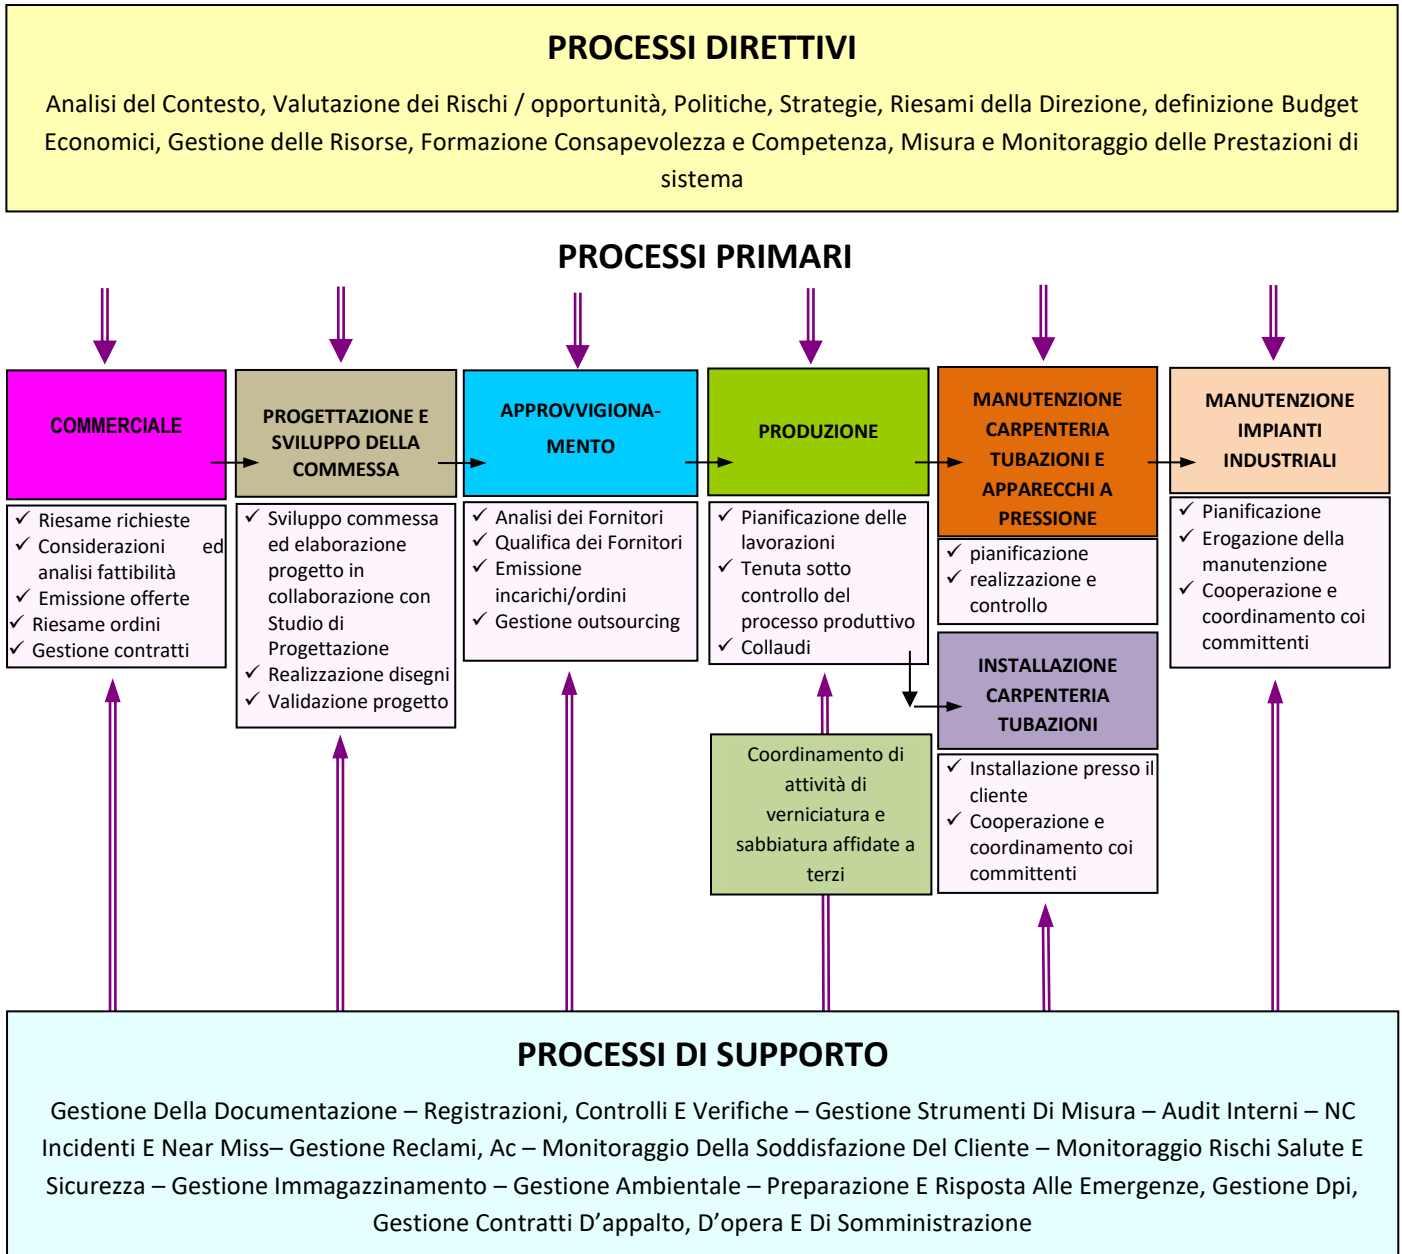 PROCESSI DIRETTIVI
Analisi del Contesto, Valutazione dei Rischi / opportunità, Politiche, Strategie, Riesami della Direzione, definizione Budget
Economici, Gestione delle Risorse, Formazione Consapevolezza e Competenza, Misura e Monitoraggio delle Prestazioni di
sistema
PROCESSI PRIMARI
COMMERCIALE
✓ Riesame richieste
✓ Considerazioni ed
analisi fattibilità
✓ Emissione offerte
✓ Riesame ordini
✓ Gestione contratti
PROGETTAZIONE E
SVILUPPO DELLA
COMMESSA
✓ Sviluppo commessa
ed elaborazione
progetto in
collaborazione con
Studio di
Progettazione
✓ Realizzazione disegni
✓ Validazione progetto
APPROVVIGIONA-
MENTO
✓ Analisi dei Fornitori
✓ Qualifica dei Fornitori
✓ Emissione
incarichi/ordini
✓ Gestione outsourcing
PRODUZIONE
✓ Pianificazione delle
lavorazioni
✓ Tenuta sotto
controllo del
processo produttivo
✓ Collaudi
Coordinamento di
attività di
verniciatura e
sabbiatura affidate a
terzi
MANUTENZIONE
CARPENTERIA
TUBAZIONI E
APPARECCHI A
PRESSIONE
✓ pianificazione
✓ realizzazione e
controllo
INSTALLAZIONE
CARPENTERIA
TUBAZIONI
✓ Installazione presso il
cliente
✓ Cooperazione e
coordinamento coi
committenti
MANUTENZIONE
IMPIANTI
INDUSTRIALI
✓ Pianificazione
✓ Erogazione della
manutenzione
✓ Cooperazione e
coordinamento coi
committenti
PROCESSI DI SUPPORTO
Gestione Della Documentazione – Registrazioni, Controlli E Verifiche – Gestione Strumenti Di Misura – Audit Interni – NC
Incidenti E Near Miss– Gestione Reclami, Ac – Monitoraggio Della Soddisfazione Del Cliente – Monitoraggio Rischi Salute E
Sicurezza – Gestione Immagazzinamento – Gestione Ambientale – Preparazione E Risposta Alle Emergenze, Gestione Dpi,
Gestione Contratti D’appalto, D’opera E Di Somministrazione